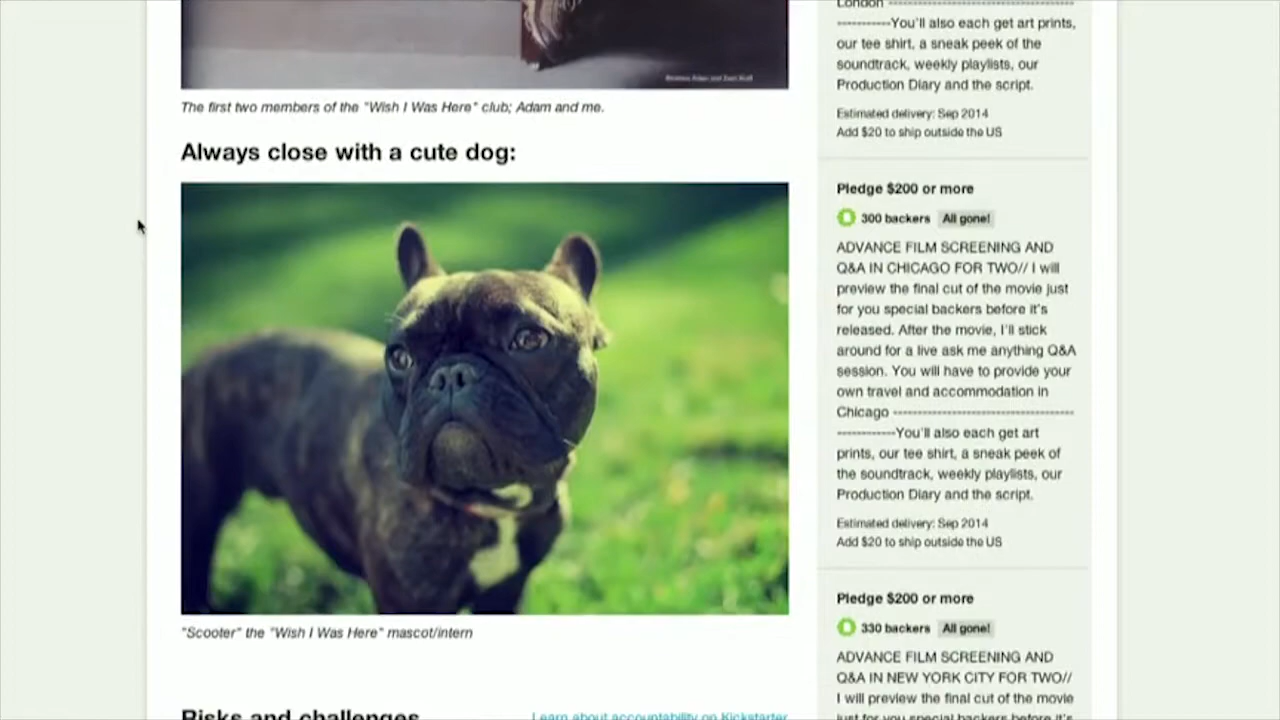 The first two members of the "Wish I Was Here" club; Adam and me.
Always close with a cute dog:
"Scooter" the "Wish I Was Here" mascot/intern
Risks and challenges
Learn about accountability on Kickstarter
London -----------------------------------
-----------You'll also each get art prints,
our tee shirt, a sneak peek of the
soundtrack, weekly playlists, our
Production Diary and the script.
Estimated delivery: Sep 2014
Add $20 to ship outside the US
Pledge $200 or more
300 backers All gone!
ADVANCE FILM SCREENING AND
Q&A IN CHICAGO FOR TWO// I will
preview the final cut of the movie just
for you special backers before it's
released. After the movie, I'll stick
around for a live ask me anything Q&A
session. You will have to provide your
own travel and accommodation in
Chicago ----------------------------------
------------You'll also each get art
prints, our tee shirt, a sneak peek of
the soundtrack, weekly playlists, our
Production Diary and the script.
Estimated delivery: Sep 2014
Add $20 to ship outside the US
Pledge $200 or more
330 backers All gone!
ADVANCE FILM SCREENING AND
Q&A IN NEW YORK CITY FOR TWO//
I will preview the final cut of the movie
just for you special backers before it's